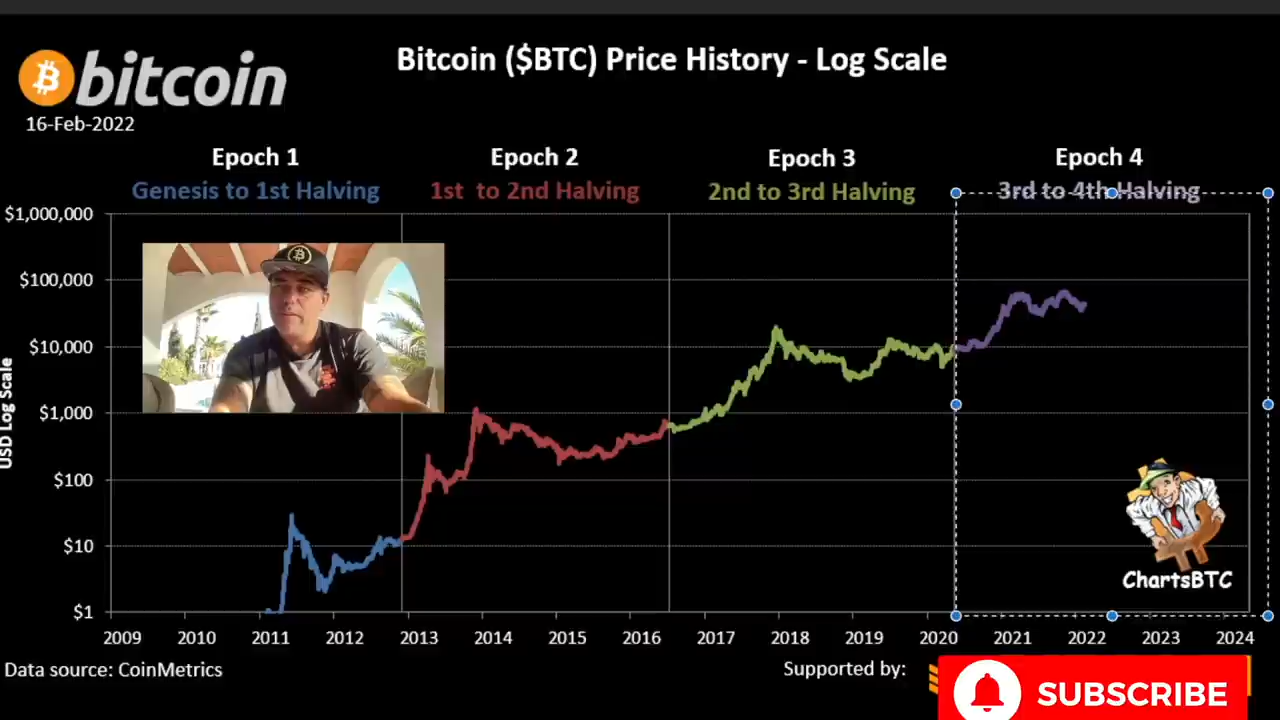 Bitcoin ($BTC) Price History - Log Scale
bitcoin
16-Feb-2022
Epoch 1 Epoch 2 Epoch 3 Epoch 4
Genesis to 1st Halving 1st to 2nd Halving 2nd to 3rd Halving 3rd to 4th Halving
$1,000,000
$100,000
$10,000
$1,000
$100
$10
$1
USD Log Scale
ChartsBTC
2009 2010 2011 2012 2013 2014 2015 2016 2017 2018 2019 2020 2021 2022 2023 2024
Data source: CoinMetrics
Supported by:
SUBSCRIBE